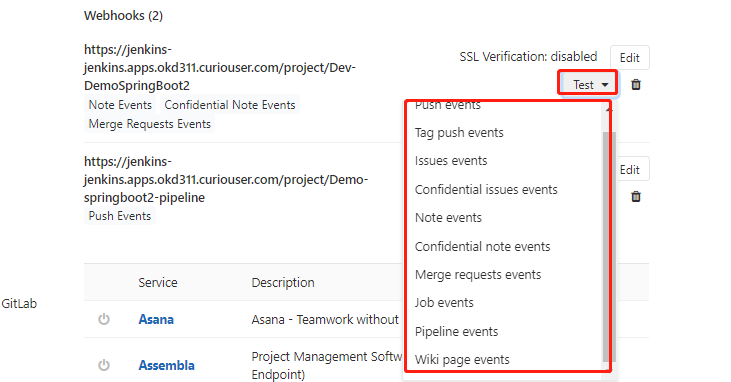 Webhooks (2)
https://jenkins-
jenkins.apps.okd311.curiouser.com/project/Dev-
DemoSpringBoot2
Note Events Confidential Note Events
Merge Requests Events
SSL Verification: disabled Edit
Test
Push events
Tag push events
Issues events
Confidential issues events
Note events
Confidential note events
Merge requests events
Job events
Pipeline events
Wiki page events
https://jenkins-
jenkins.apps.okd311.curiouser.com/project/Demo-
springboot2-pipeline
Push Events
Edit
GitLab
Service Description
Asana Asana - Teamwork without
Assembla Project Management Softw
Endpoint)